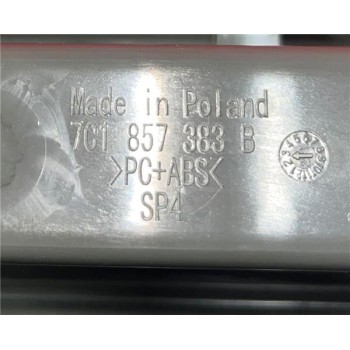 Made in Poland
7C1 857 383 B
>PC+ABS<
SP4